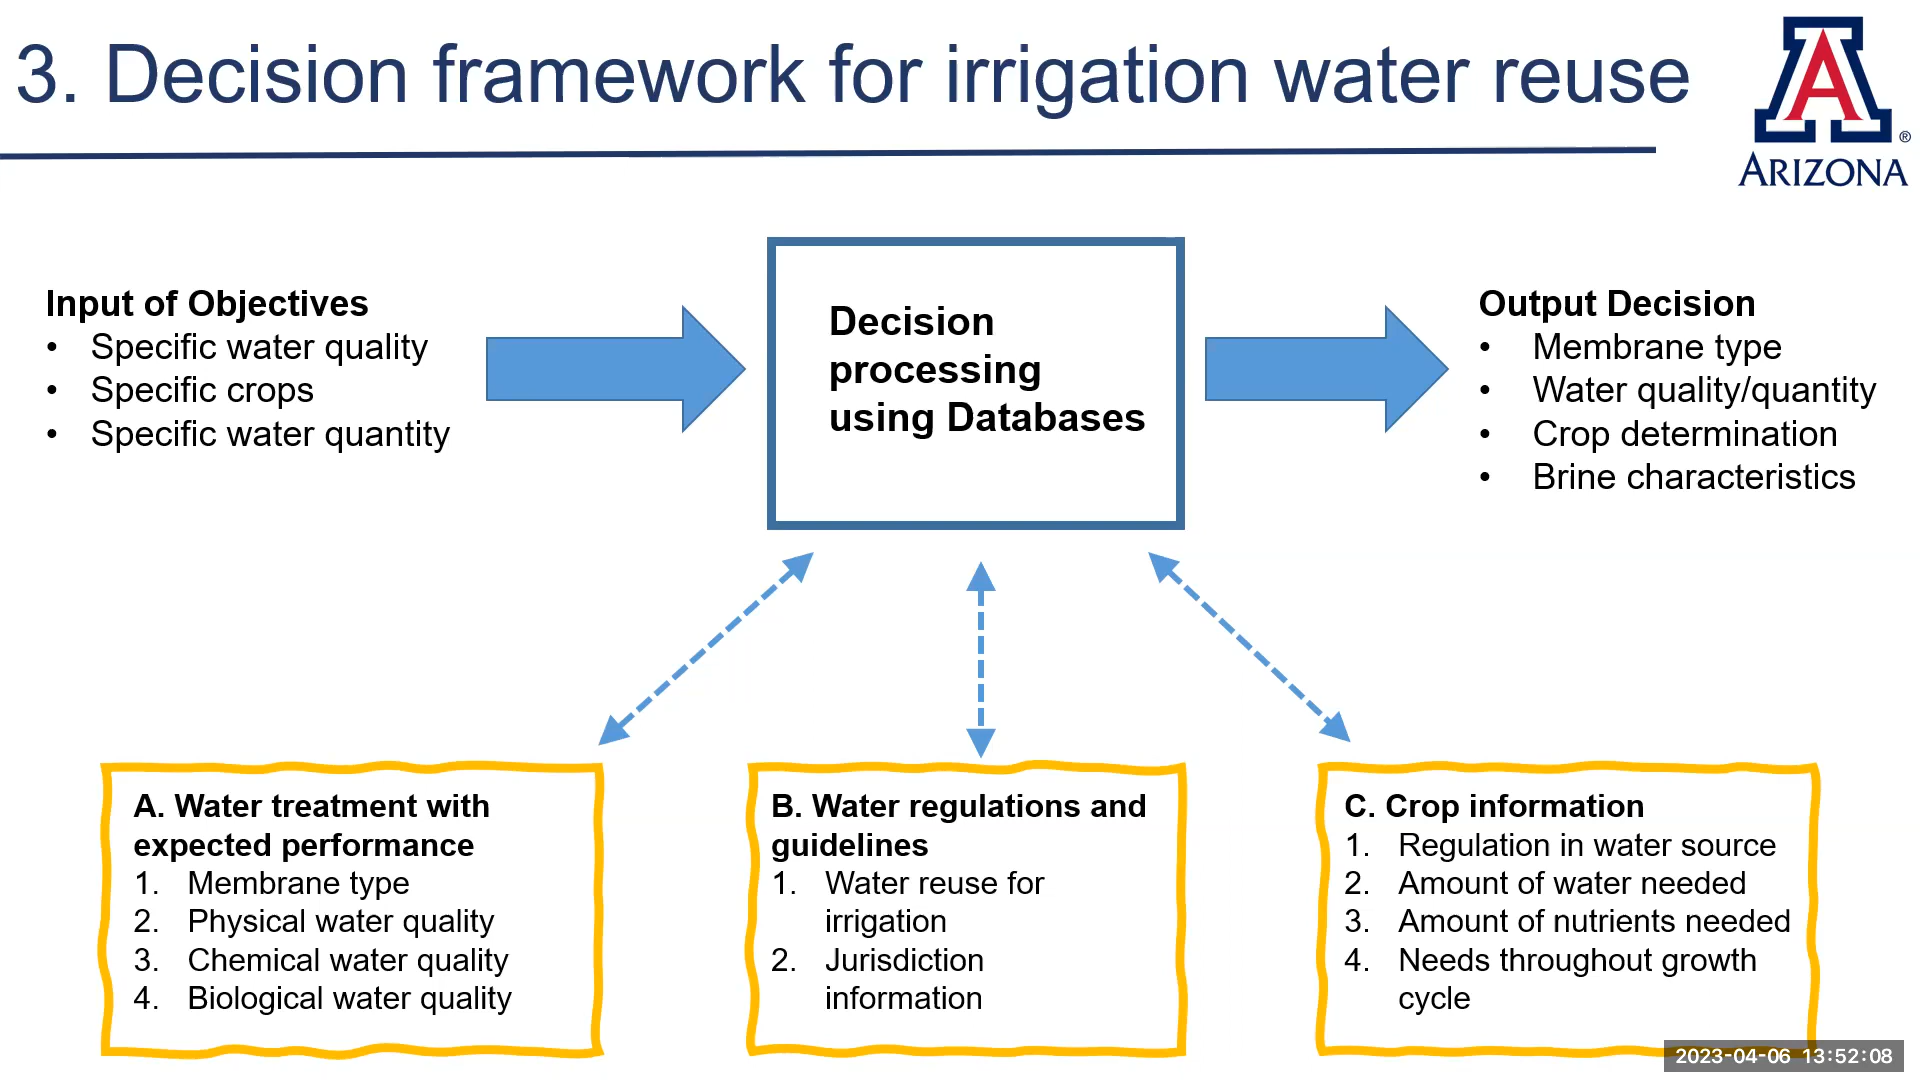 3. Decision framework for irrigation water reuse
A
®
ARIZONA
Input of Objectives
• Specific water quality
• Specific crops
• Specific water quantity
Decision
processing
using Databases
Output Decision
• Membrane type
• Water quality/quantity
• Crop determination
• Brine characteristics
A. Water treatment with
expected performance
1. Membrane type
2. Physical water quality
3. Chemical water quality
4. Biological water quality
B. Water regulations and
guidelines
1. Water reuse for
irrigation
2. Jurisdiction
information
C. Crop information
1. Regulation in water source
2. Amount of water needed
3. Amount of nutrients needed
4. Needs throughout growth
cycle
2023-04-06 13:52:08